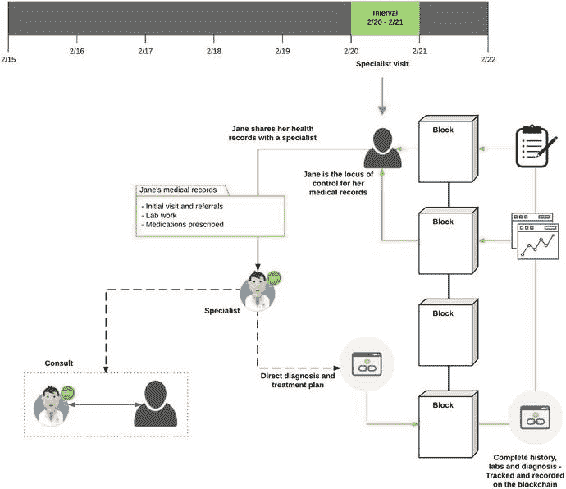 Interval
2/20 - 2/21
2/15
2/16
2/17
2/18
2/19
2/20
2/21
2/22
Specialist visit
Jane shares her health
records with a specialist
Block
Jane is the locus of
control for her
medical records
Jane's medical records
- Initial visit and referrals
- Lab work
- Medications prescribed
Block
Specialist
Block
Consult
Direct diagnosis and
treatment plan
Block
Complete history,
labs and diagnosis -
Tracked and recorded
on the blockchain